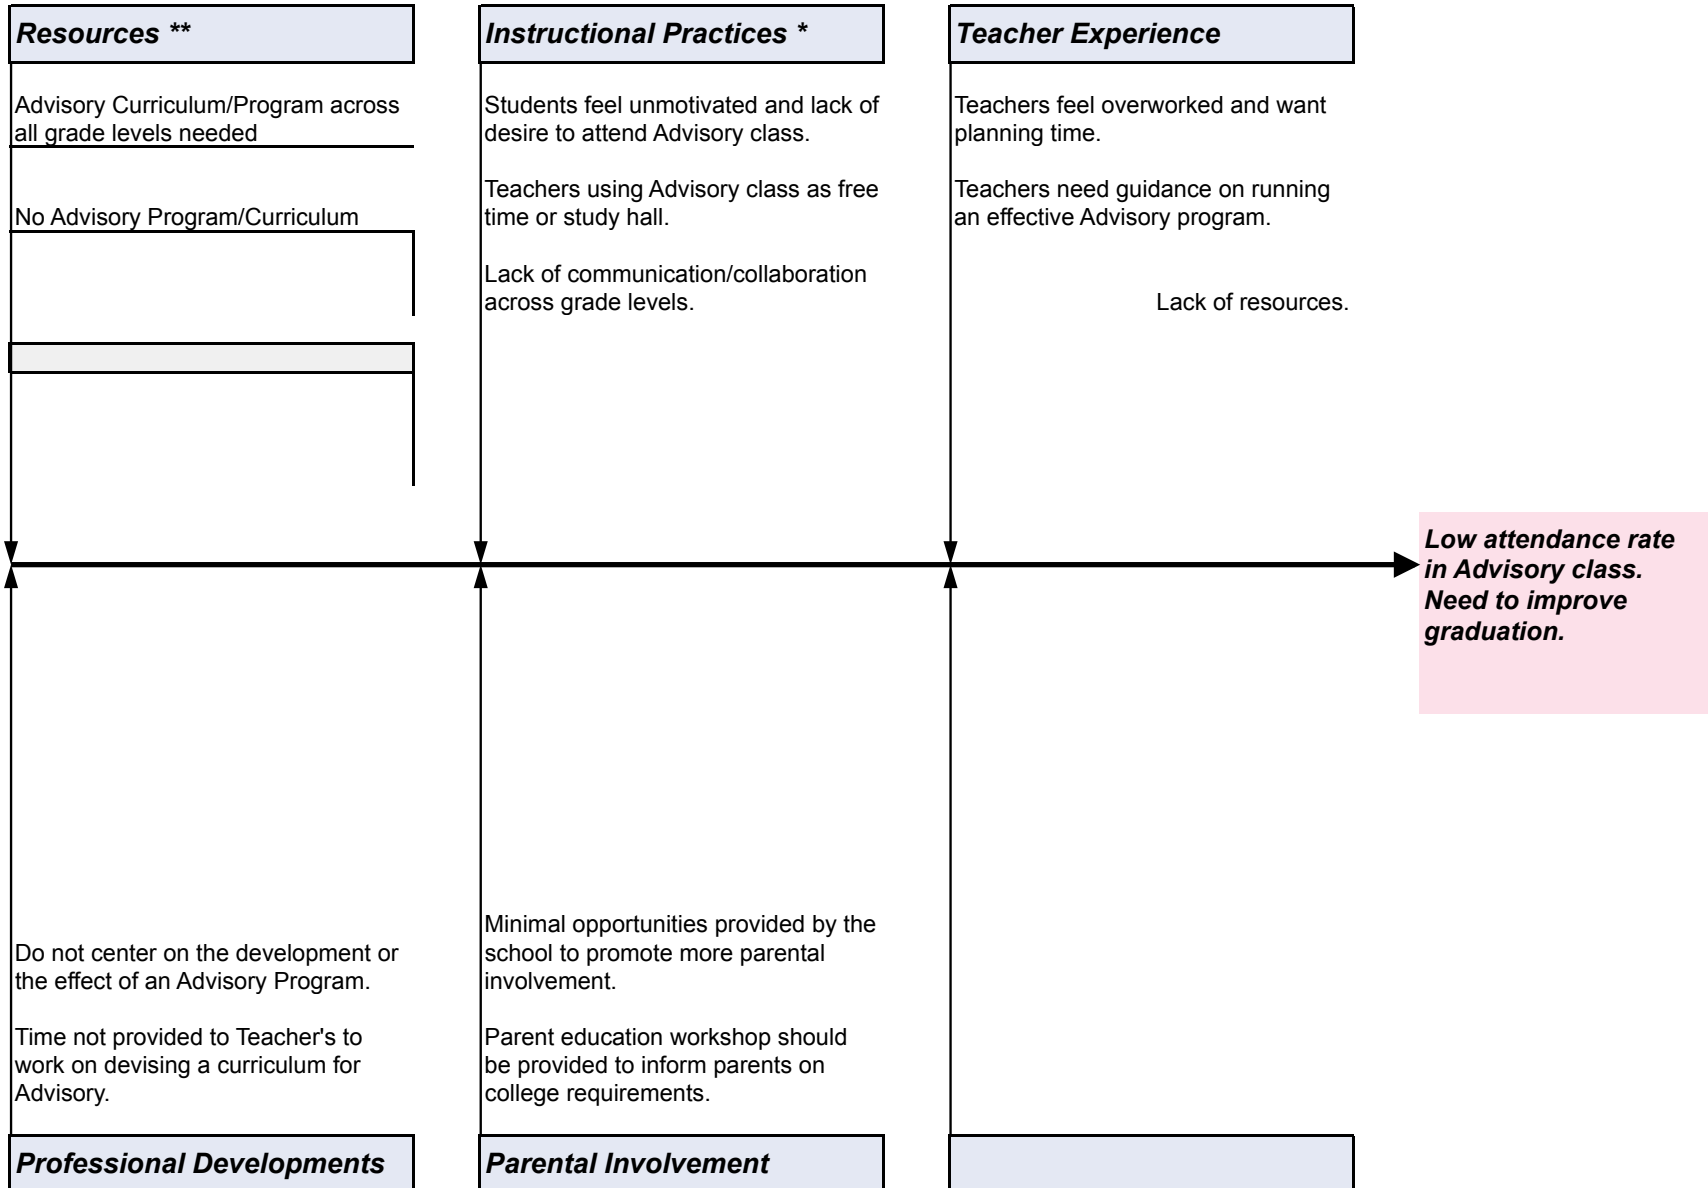 Resources **
Instructional Practices *
Teacher Experience
Advisory Curriculum/Program across
all grade levels needed
No Advisory Program/Curriculum
Students feel unmotivated and lack of
desire to attend Advisory class.
Teachers using Advisory class as free
time or study hall.
Lack of communication/collaboration
across grade levels.
Teachers feel overworked and want
planning time.
Teachers need guidance on running
an effective Advisory program.
Lack of resources.
Low attendance rate
in Advisory class.
Need to improve
graduation.
Do not center on the development or
the effect of an Advisory Program.
Time not provided to Teacher's to
work on devising a curriculum for
Advisory.
Minimal opportunities provided by the
school to promote more parental
involvement.
Parent education workshop should
be provided to inform parents on
college requirements.
Professional Developments
Parental Involvement